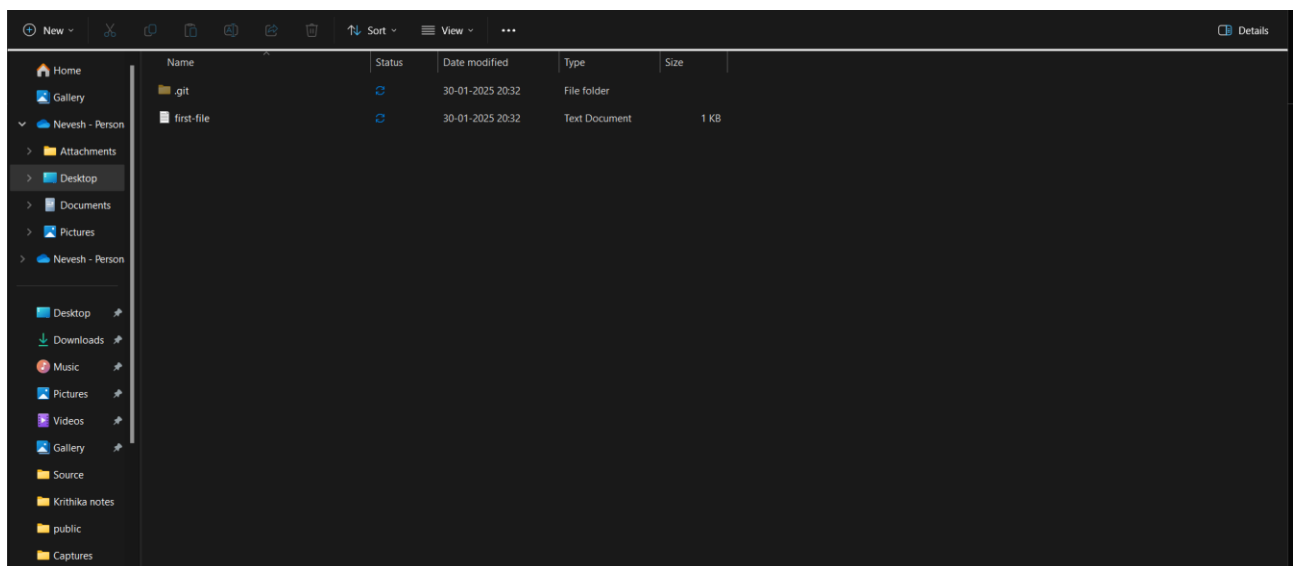 New Sort View ••• Details
Home
Gallery
Nevesh - Person
Attachments
Desktop
Documents
Pictures
Nevesh - Person
Desktop
Downloads
Music
Pictures
Videos
Gallery
Source
Krithika notes
public
Captures
Name Status Date modified Type Size
.git 30-01-2025 20:32 File folder
first-file 30-01-2025 20:32 Text Document 1 KB